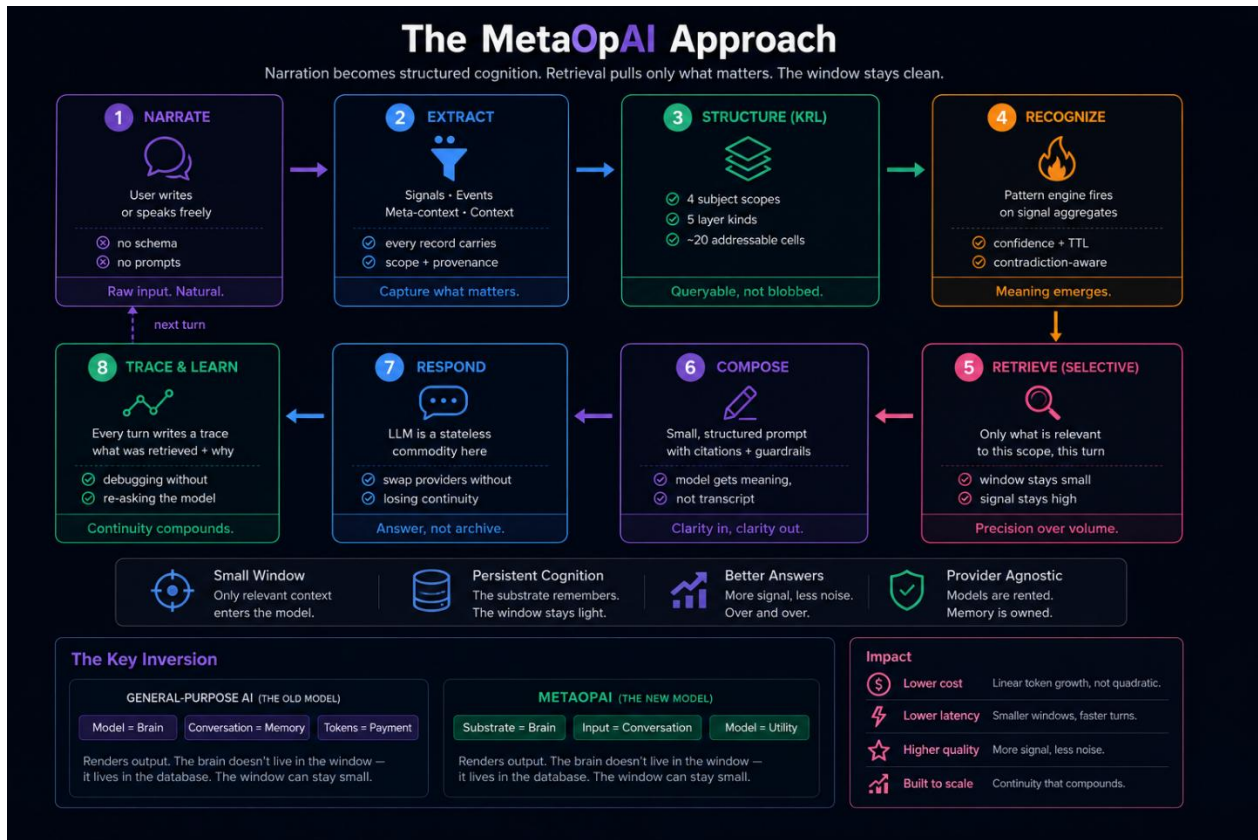 The MetaOpAI Approach
Narration becomes structured cognition. Retrieval pulls only what matters. The window stays clean.
1 NARRATE
User writes
or speaks freely
no schema
no prompts
Raw input. Natural.
2 EXTRACT
Signals • Events
Meta-context • Context
every record carries
scope + provenance
Capture what matters.
3 STRUCTURE (KRL)
4 subject scopes
5 layer kinds
~20 addressable cells
Queryable, not blobbed.
4 RECOGNIZE
Pattern engine fires
on signal aggregates
confidence + TTL
contradiction-aware
Meaning emerges.
next turn
8 TRACE & LEARN
Every turn writes a trace
what was retrieved + why
debugging without
re-asking the model
Continuity compounds.
7 RESPOND
LLM is a stateless
commodity here
swap providers without
losing continuity
Answer, not archive.
6 COMPOSE
Small, structured prompt
with citations + guardrails
model gets meaning,
not transcript
Clarity in, clarity out.
5 RETRIEVE (SELECTIVE)
Only what is relevant
to this scope, this turn
window stays small
signal stays high
Precision over volume.
Small Window
Only relevant context
enters the model.
Persistent Cognition
The substrate remembers.
The window stays light.
Better Answers
More signal, less noise.
Over and over.
Provider Agnostic
Models are rented.
Memory is owned.
The Key Inversion
GENERAL-PURPOSE AI (THE OLD MODEL)
Model = Brain
Conversation = Memory
Tokens = Payment
Renders output. The brain doesn't live in the window —
it lives in the database. The window can stay small.
METAOPAI (THE NEW MODEL)
Substrate = Brain
Input = Conversation
Model = Utility
Renders output. The brain doesn't live in the window —
it lives in the database. The window can stay small.
Impact
$ Lower cost Linear token growth, not quadratic.
Lower latency Smaller windows, faster turns.
Higher quality More signal, less noise.
Built to scale Continuity that compounds.